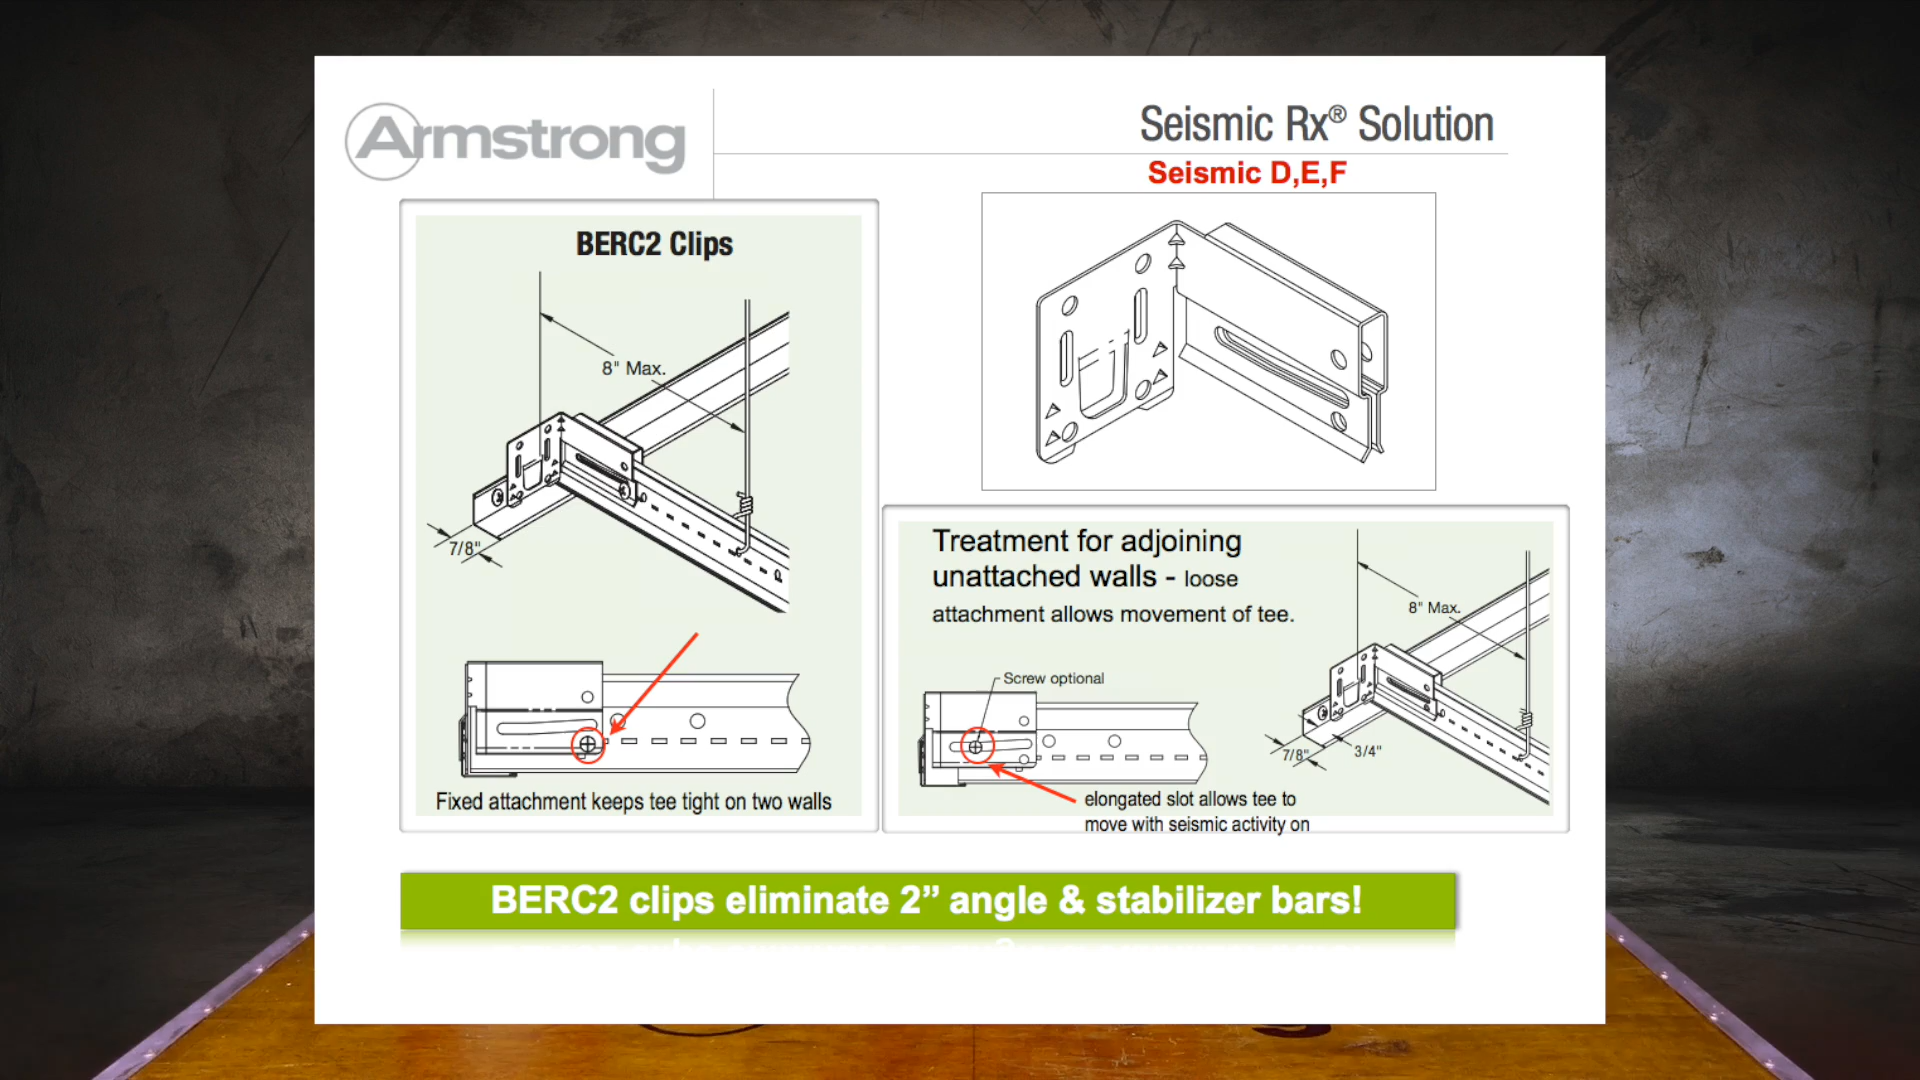 Armstrong
Seismic Rx® Solution
Seismic D,E,F
BERC2 Clips
8" Max.
7/8"
Fixed attachment keeps tee tight on two walls
Treatment for adjoining
unattached walls - loose
attachment allows movement of tee.
8" Max.
Screw optional
7/8"
3/4"
elongated slot allows tee to
move with seismic activity on
BERC2 clips eliminate 2” angle & stabilizer bars!